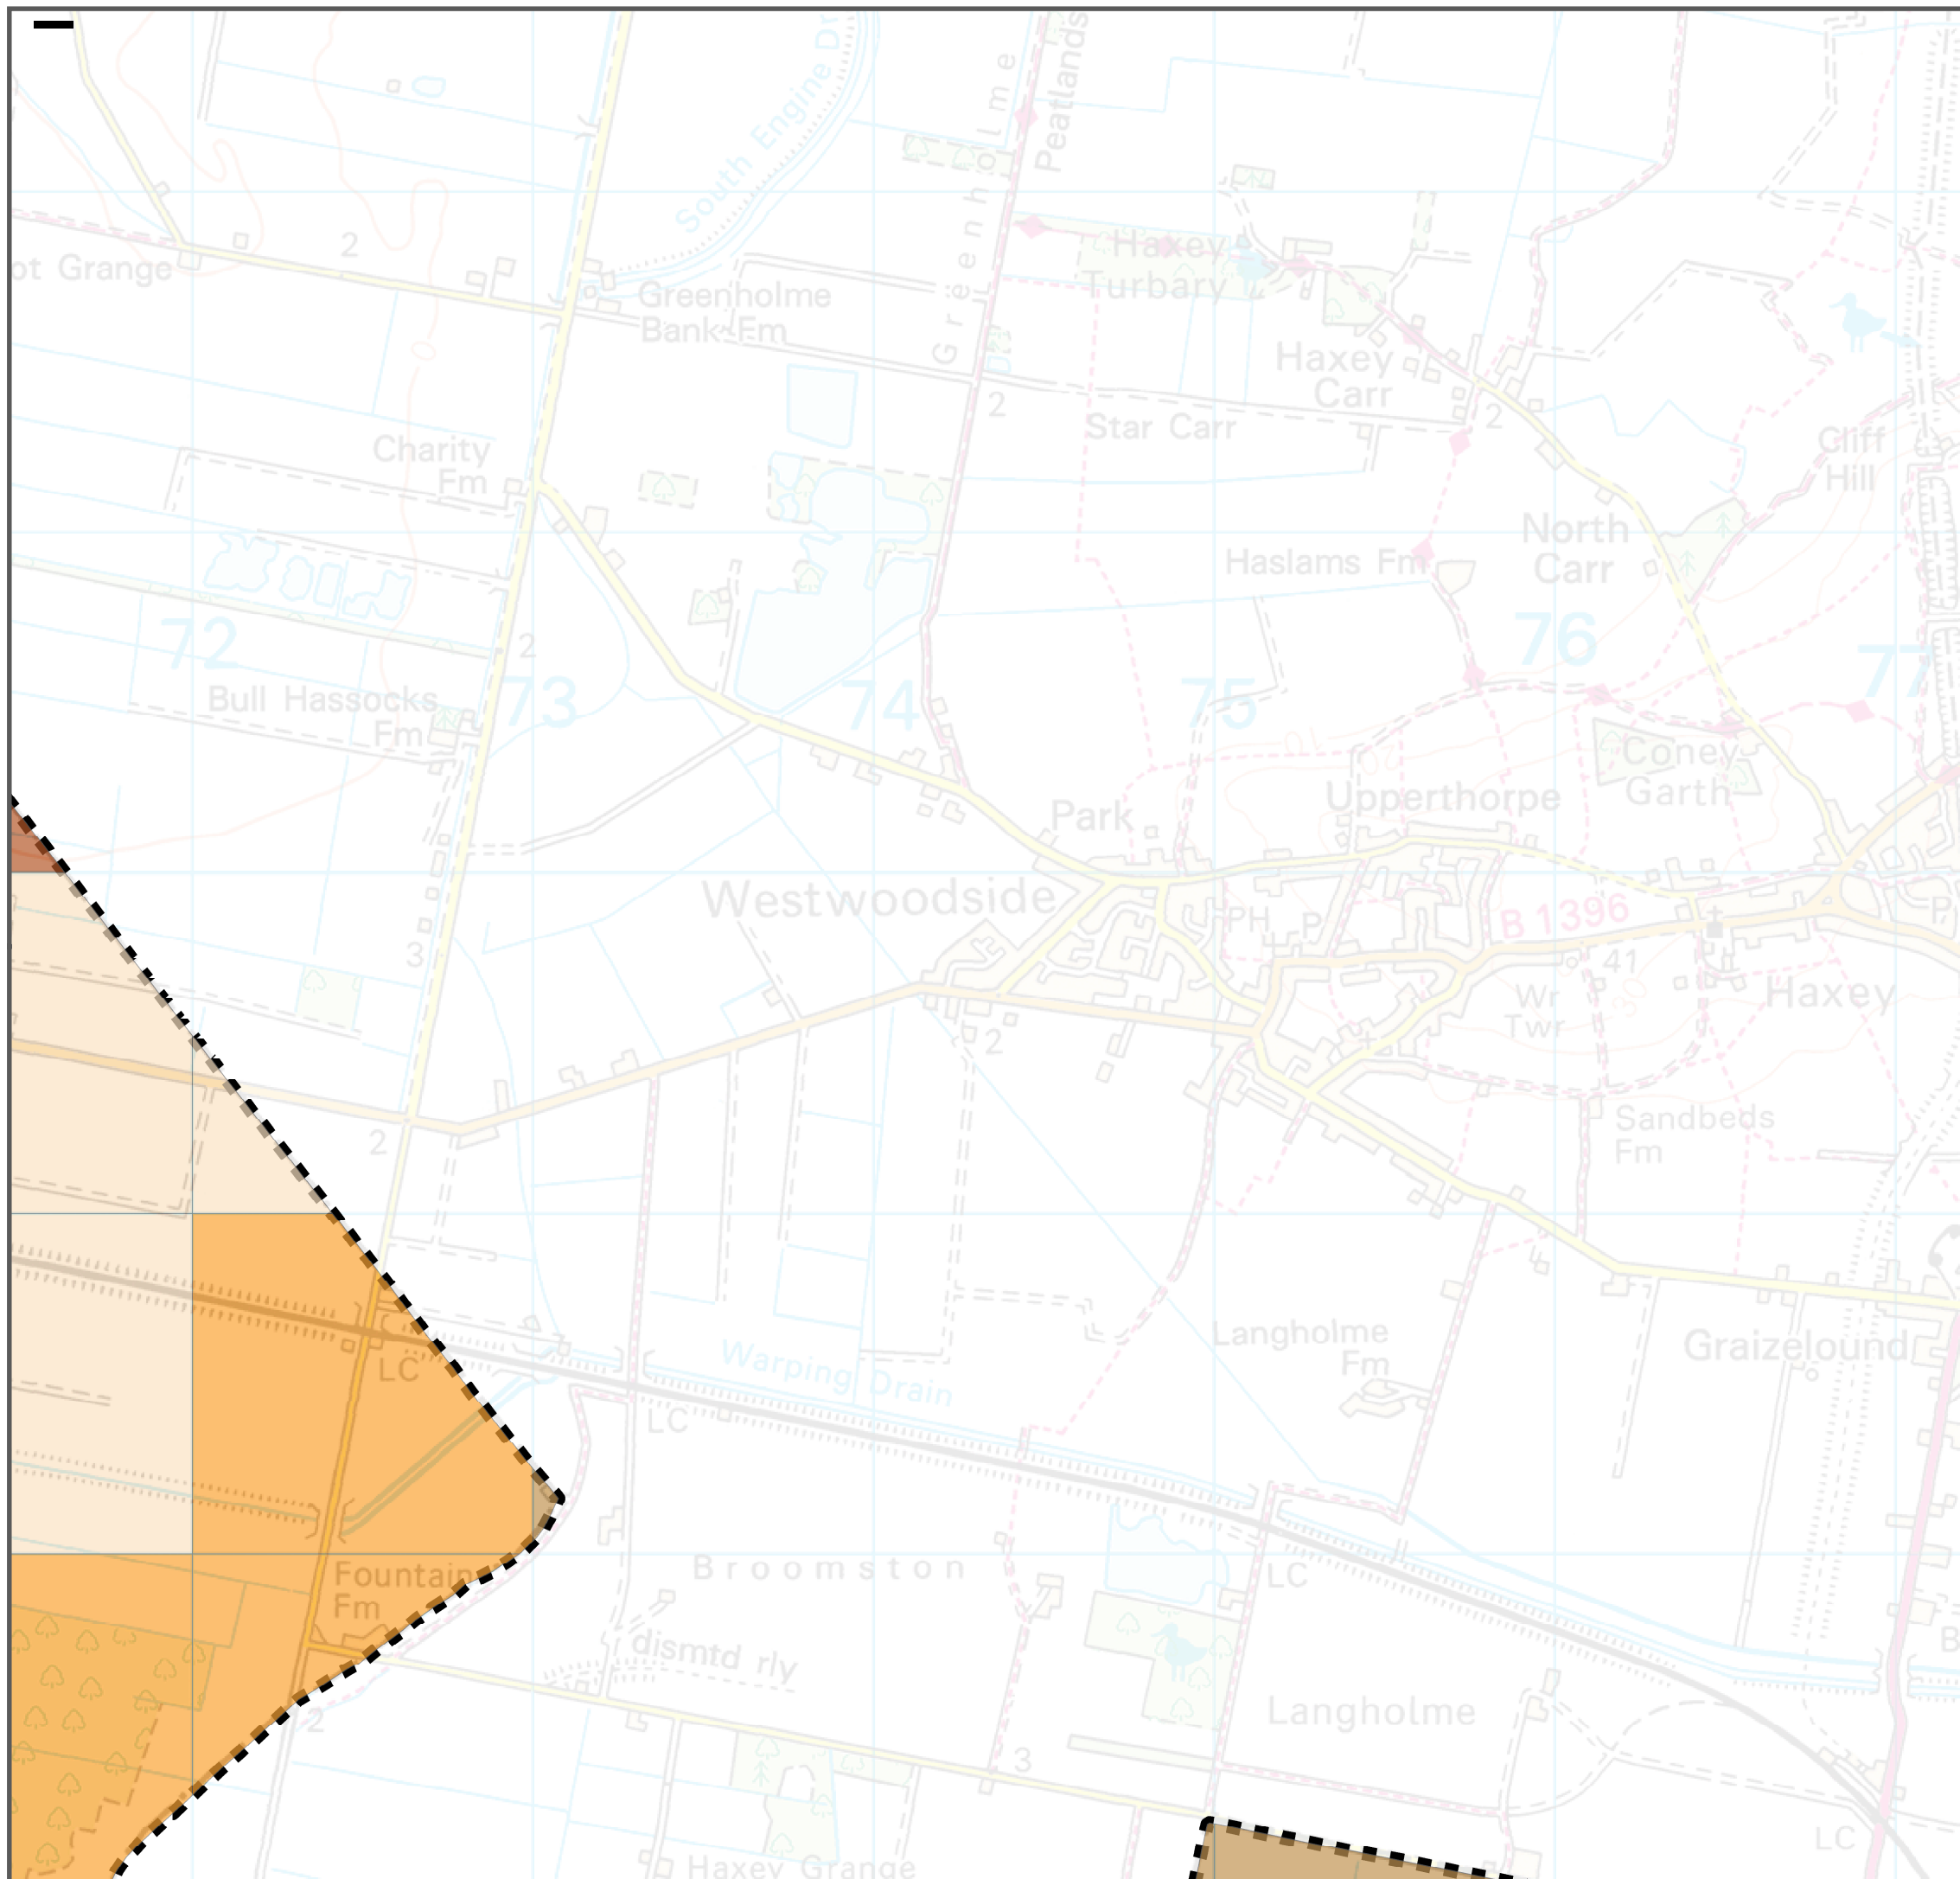 South Engine Dr
Greenholme
Peatlands
2
ot Grange
Haxey
Turbary
Greenholme
Bank Fm
Haxey
Carr
2
2
Star Carr
Cliff
Hill
Charity
Fm
North
Carr
Haslams Fm
72
2
76
77
Bull Hassocks
Fm
73
74
75
Coney
Garth
Upperthorpe
Park
Westwoodside
PH
P
B 1396
P
3
41
Haxey
Wr
Twr
2
2
Sandbeds
Fm
Langholme
Fm
Graizelound
Warping Drain
LC
LC
Broomston
LC
Fountain
Fm
dismtd rly
B
2
Langholme
3
LC
Haxey Grange